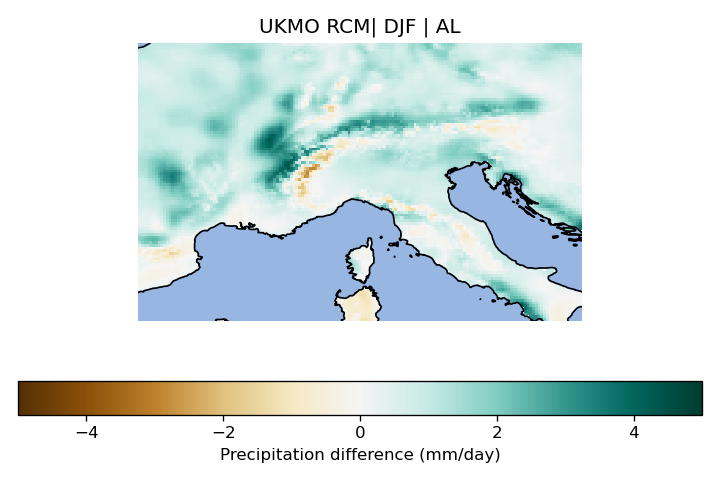 UKMO RCM| DJF | AL
−4 −2 0 2 4
Precipitation difference (mm/day)